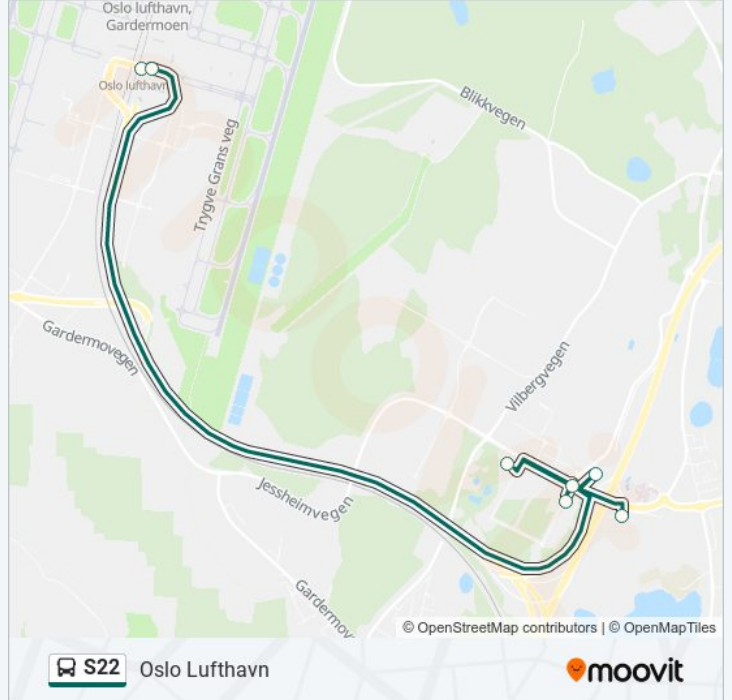 Oslo lufthavn,
Gardermoen
Oslo lufthavn
Blikkvegen
Trygve Grans veg
Gardermovegen
Vilbergvegen
Jessheimvegen
Gardermov
© OpenStreetMap contributors | © OpenMapTiles
S22 Oslo Lufthavn
moovit